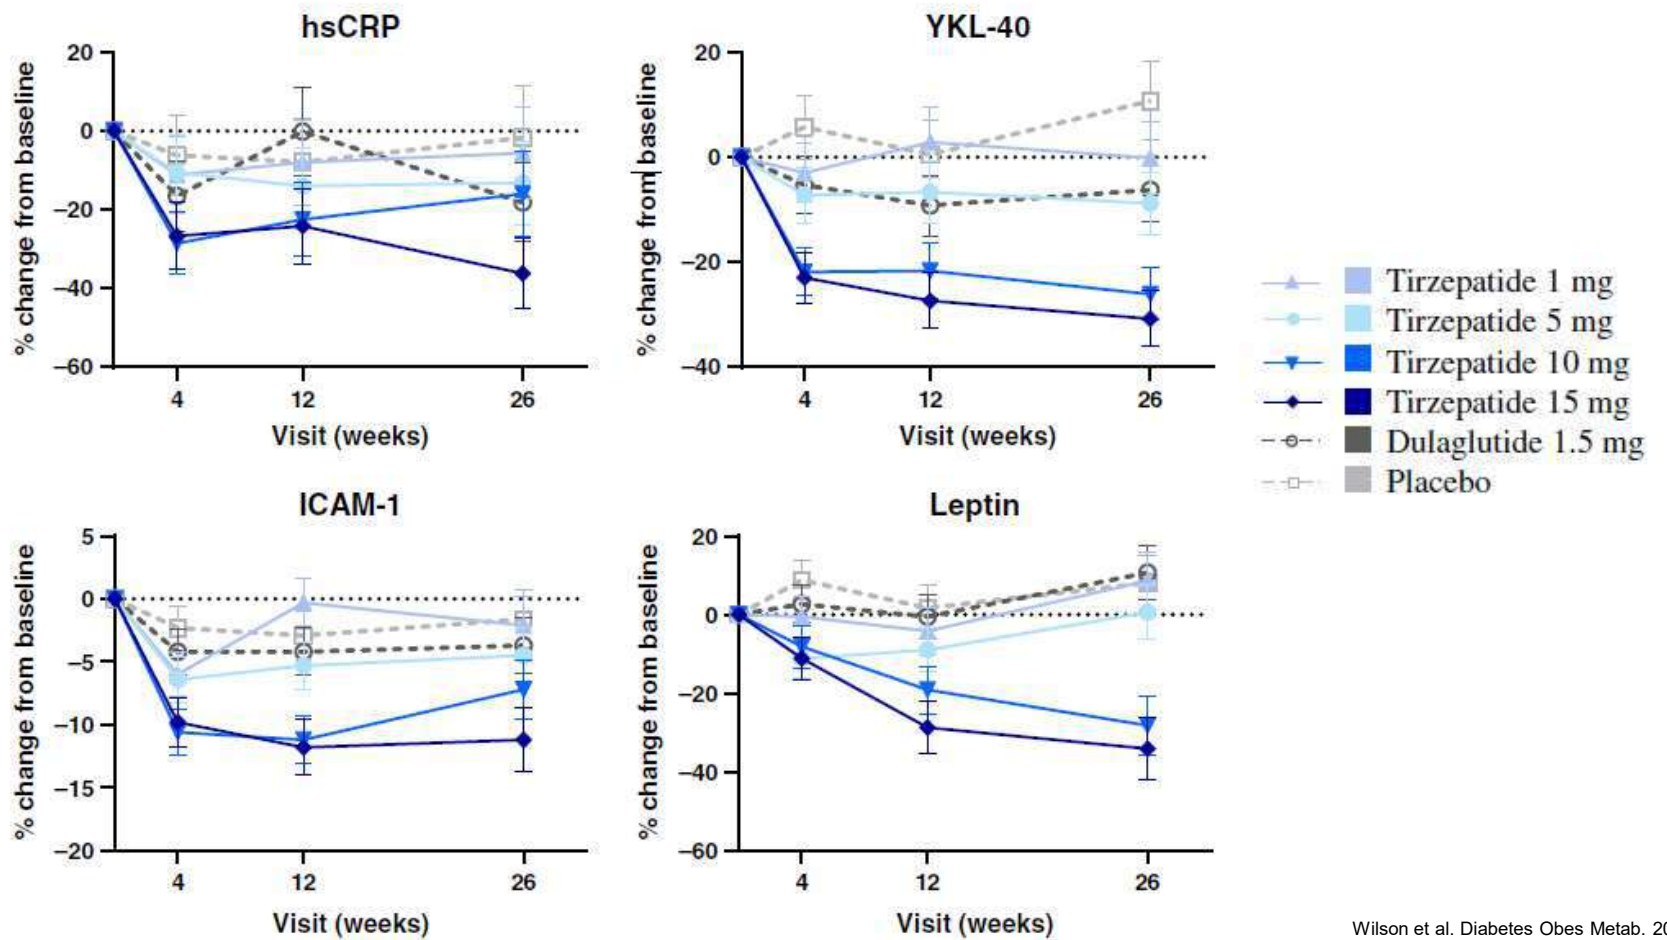 hsCRP
% change from baseline
20
0
−20
−40
−60
4 12 26
Visit (weeks)
YKL-40
% change from baseline
20
0
−20
−40
4 12 26
Visit (weeks)
Tirzepatide 1 mg
Tirzepatide 5 mg
Tirzepatide 10 mg
Tirzepatide 15 mg
Dulaglutide 1.5 mg
Placebo
ICAM-1
% change from baseline
5
0
−5
−10
−15
−20
4 12 26
Visit (weeks)
Leptin
% change from baseline
20
0
−20
−40
−60
4 12 26
Visit (weeks)
Wilson et al. Diabetes Obes Metab.